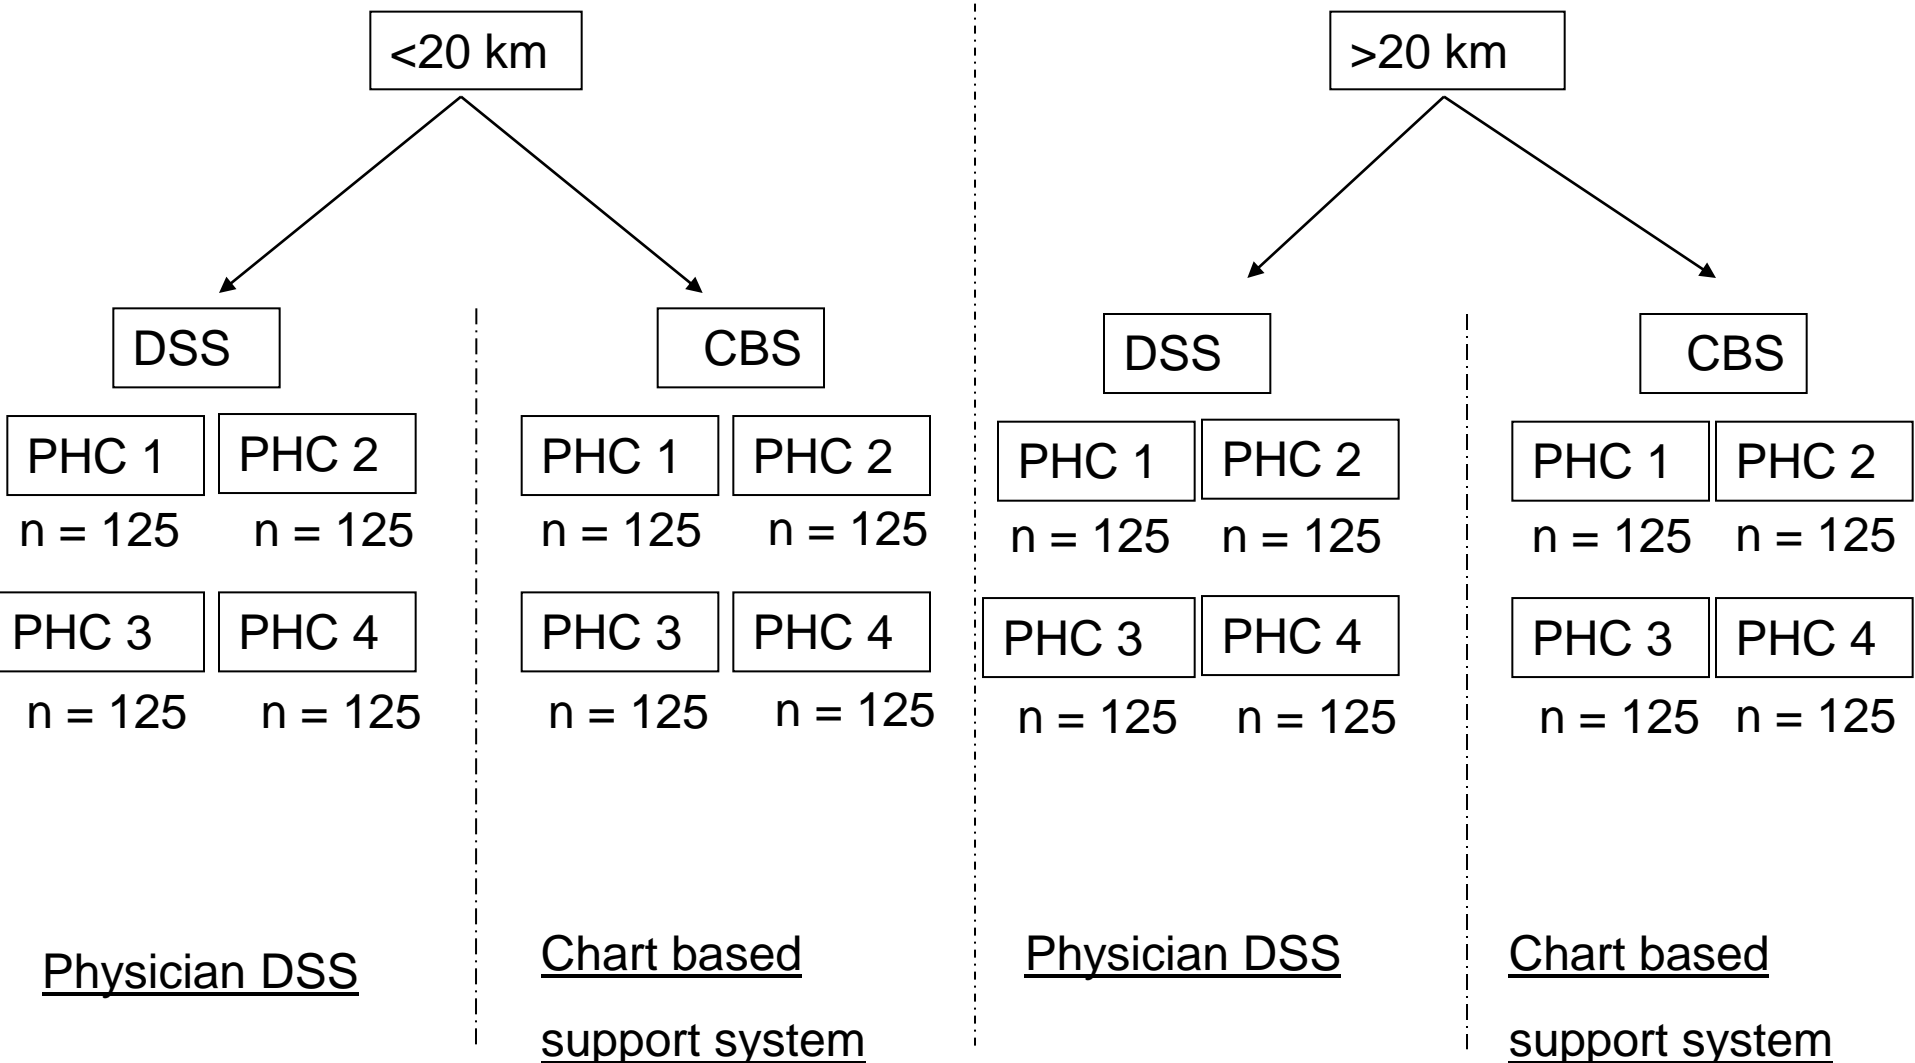 <20 km
>20 km
DSS
CBS
DSS
CBS
PHC 1
PHC 2
PHC 1
PHC 2
PHC 1
PHC 2
PHC 1
PHC 2
n = 125
n = 125
n = 125
n = 125
n = 125
n = 125
n = 125
n = 125
PHC 3
PHC 4
PHC 3
PHC 4
PHC 3
PHC 4
PHC 3
PHC 4
n = 125
n = 125
n = 125
n = 125
n = 125
n = 125
n = 125
n = 125
Physician DSS
Chart based
support system
Physician DSS
Chart based
support system